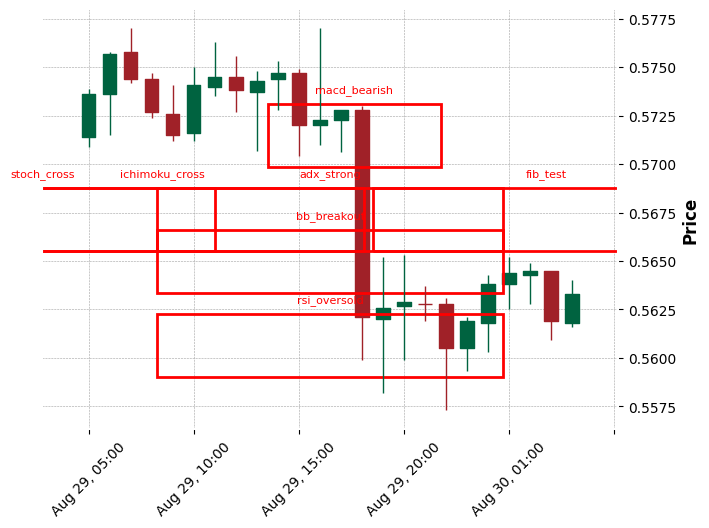 0.5775
0.5750
macd_bearish
0.5725
0.5700
stoch_cross
ichimoku_cross
adx_strong
fib_test
0.5675
bb_breakout
0.5650
rsi_oversold
0.5625
0.5600
0.5575
Price
Aug 29, 05:00
Aug 29, 10:00
Aug 29, 15:00
Aug 29, 20:00
Aug 30, 01:00